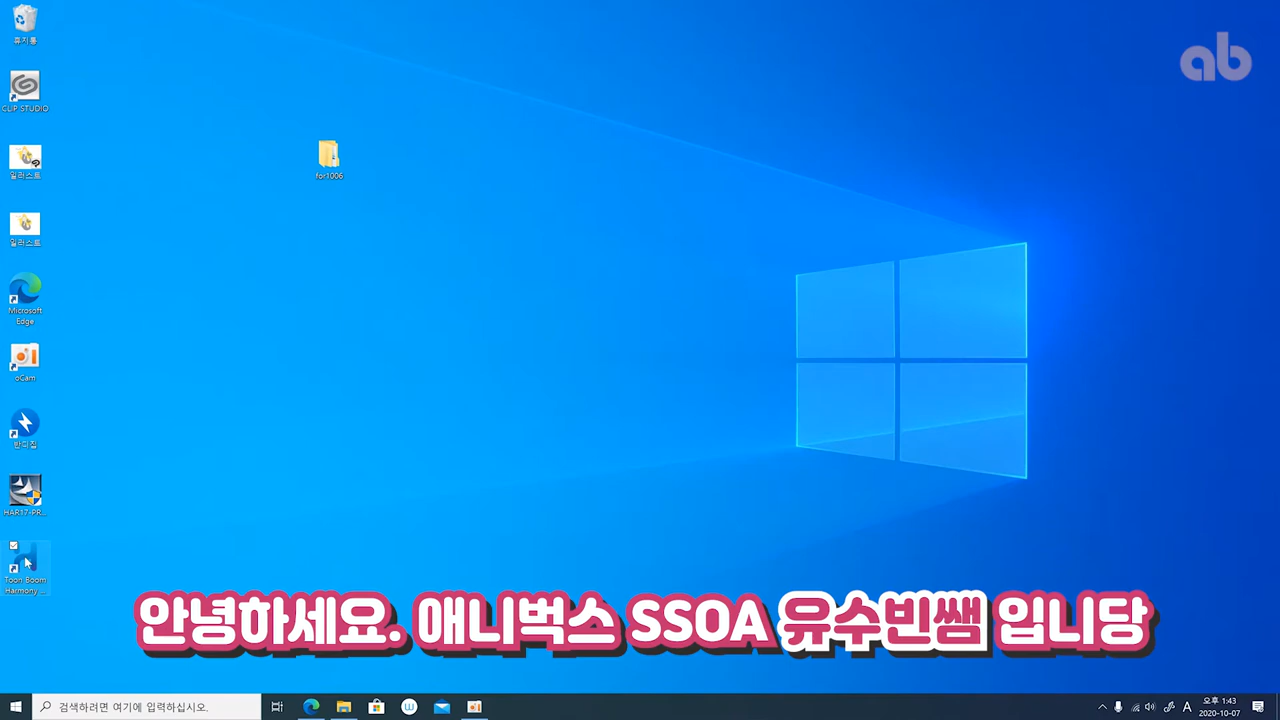 휴지통
ab
CLIP STUDIO
for1006
일러스트
일러스트
Microsoft
Edge
oCam
반디집
HAR17-PR...
Toon Boom
Harmony ...
안녕하세요. 애니벅스 SSOA 유수빈쌤 입니당
검색하려면 여기에 입력하십시오.
A
오후 1:43
2020-10-07